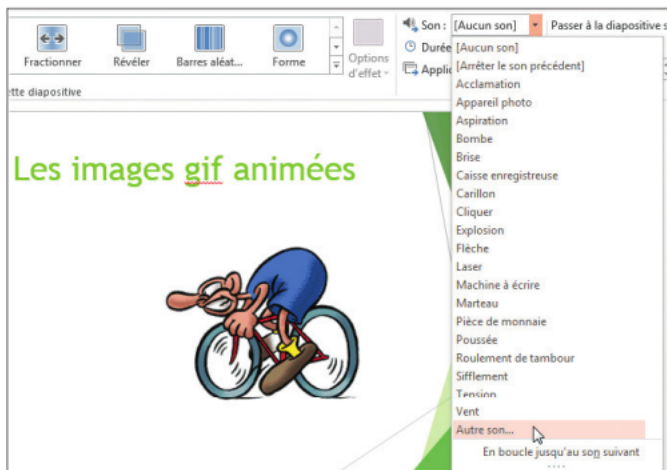 Son : [Aucun son] Passer à la diapositive s
Fractionner Révéler Barres aléat... Forme Options d'effet
Durée
Applic
tte diapositive
[Aucun son]
[Arrêter le son précédent]
Acclamation
Appareil photo
Aspiration
Bombe
Brise
Caisse enregistreuse
Carillon
Cliquer
Explosion
Flèche
Laser
Machine à écrire
Marteau
Pièce de monnaie
Poussée
Roulement de tambour
Sifflement
Tension
Vent
Autre son...
En boucle jusqu'au son suivant
Les images gif animées